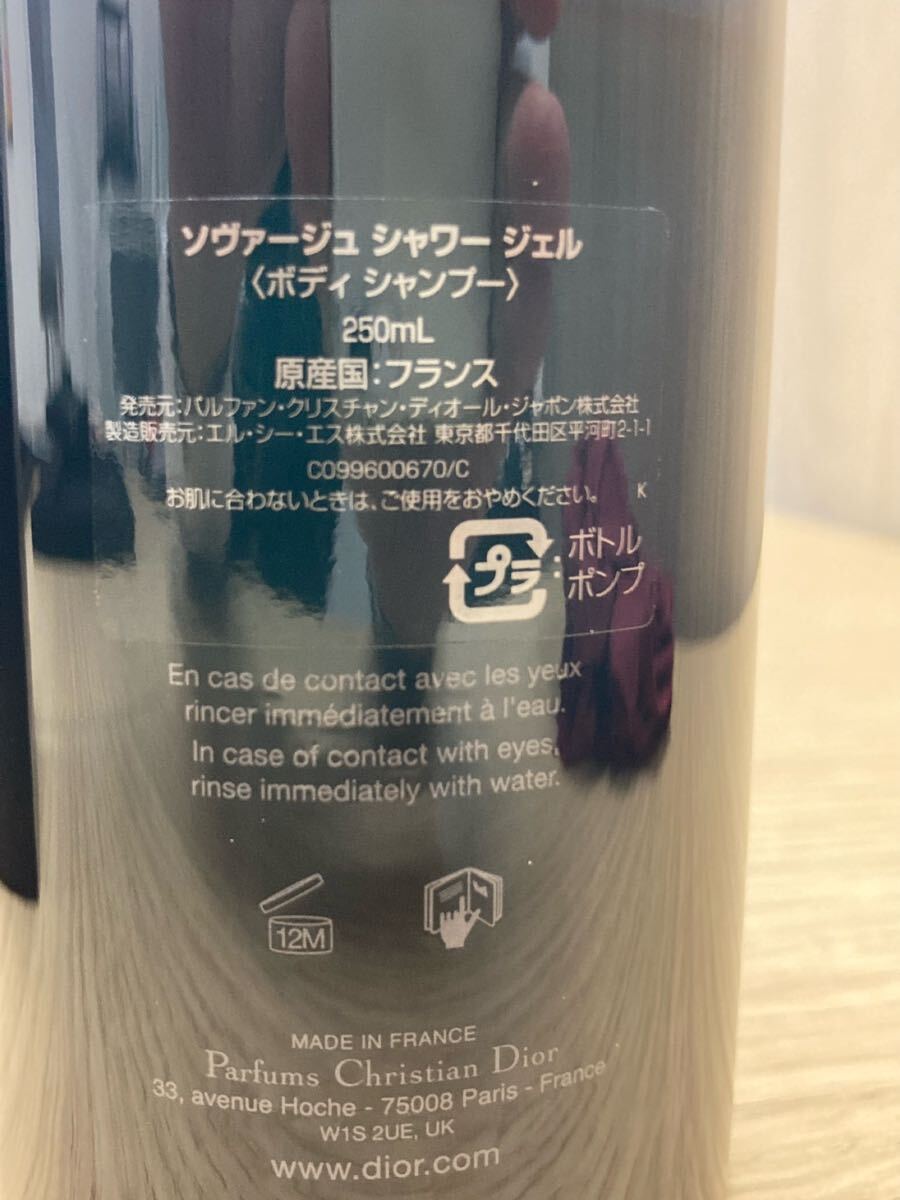 ソヴァージュ シャワー ジェル
〈ボディ シャンプー〉
250mL
原産国:フランス
発売元:パルファン・クリスチャン・ディオール・ジャポン株式会社
製造販売元:エル・シー・エス株式会社 東京都千代田区平河町2-1-1
C099600670/C
お肌に合わないときは、ご使用をおやめください。 K
プラ:ボトル
ポンプ
En cas de contact avec les yeux
rincer immédiatement à l'eau.
In case of contact with eyes,
rinse immediately with water.
12M
MADE IN FRANCE
Parfums Christian Dior
33, avenue Hoche - 75008 Paris - France
W1S 2UE, UK
www.dior.com